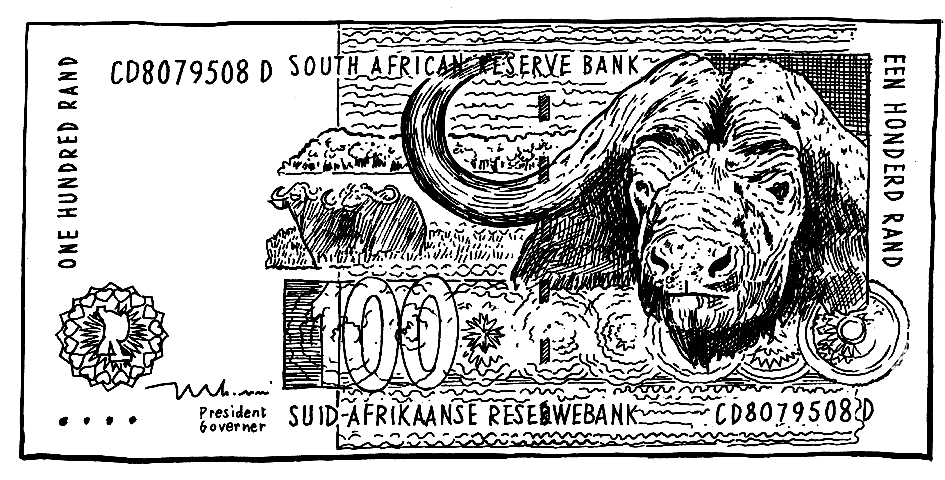 CD8079508 D
SOUTH AFRICAN RESERVE BANK
ONE HUNDRED RAND
EEN HONDERD RAND
100
President
Governer
SUID-AFRIKAANSE RESERWEBANK
CD8079508 D